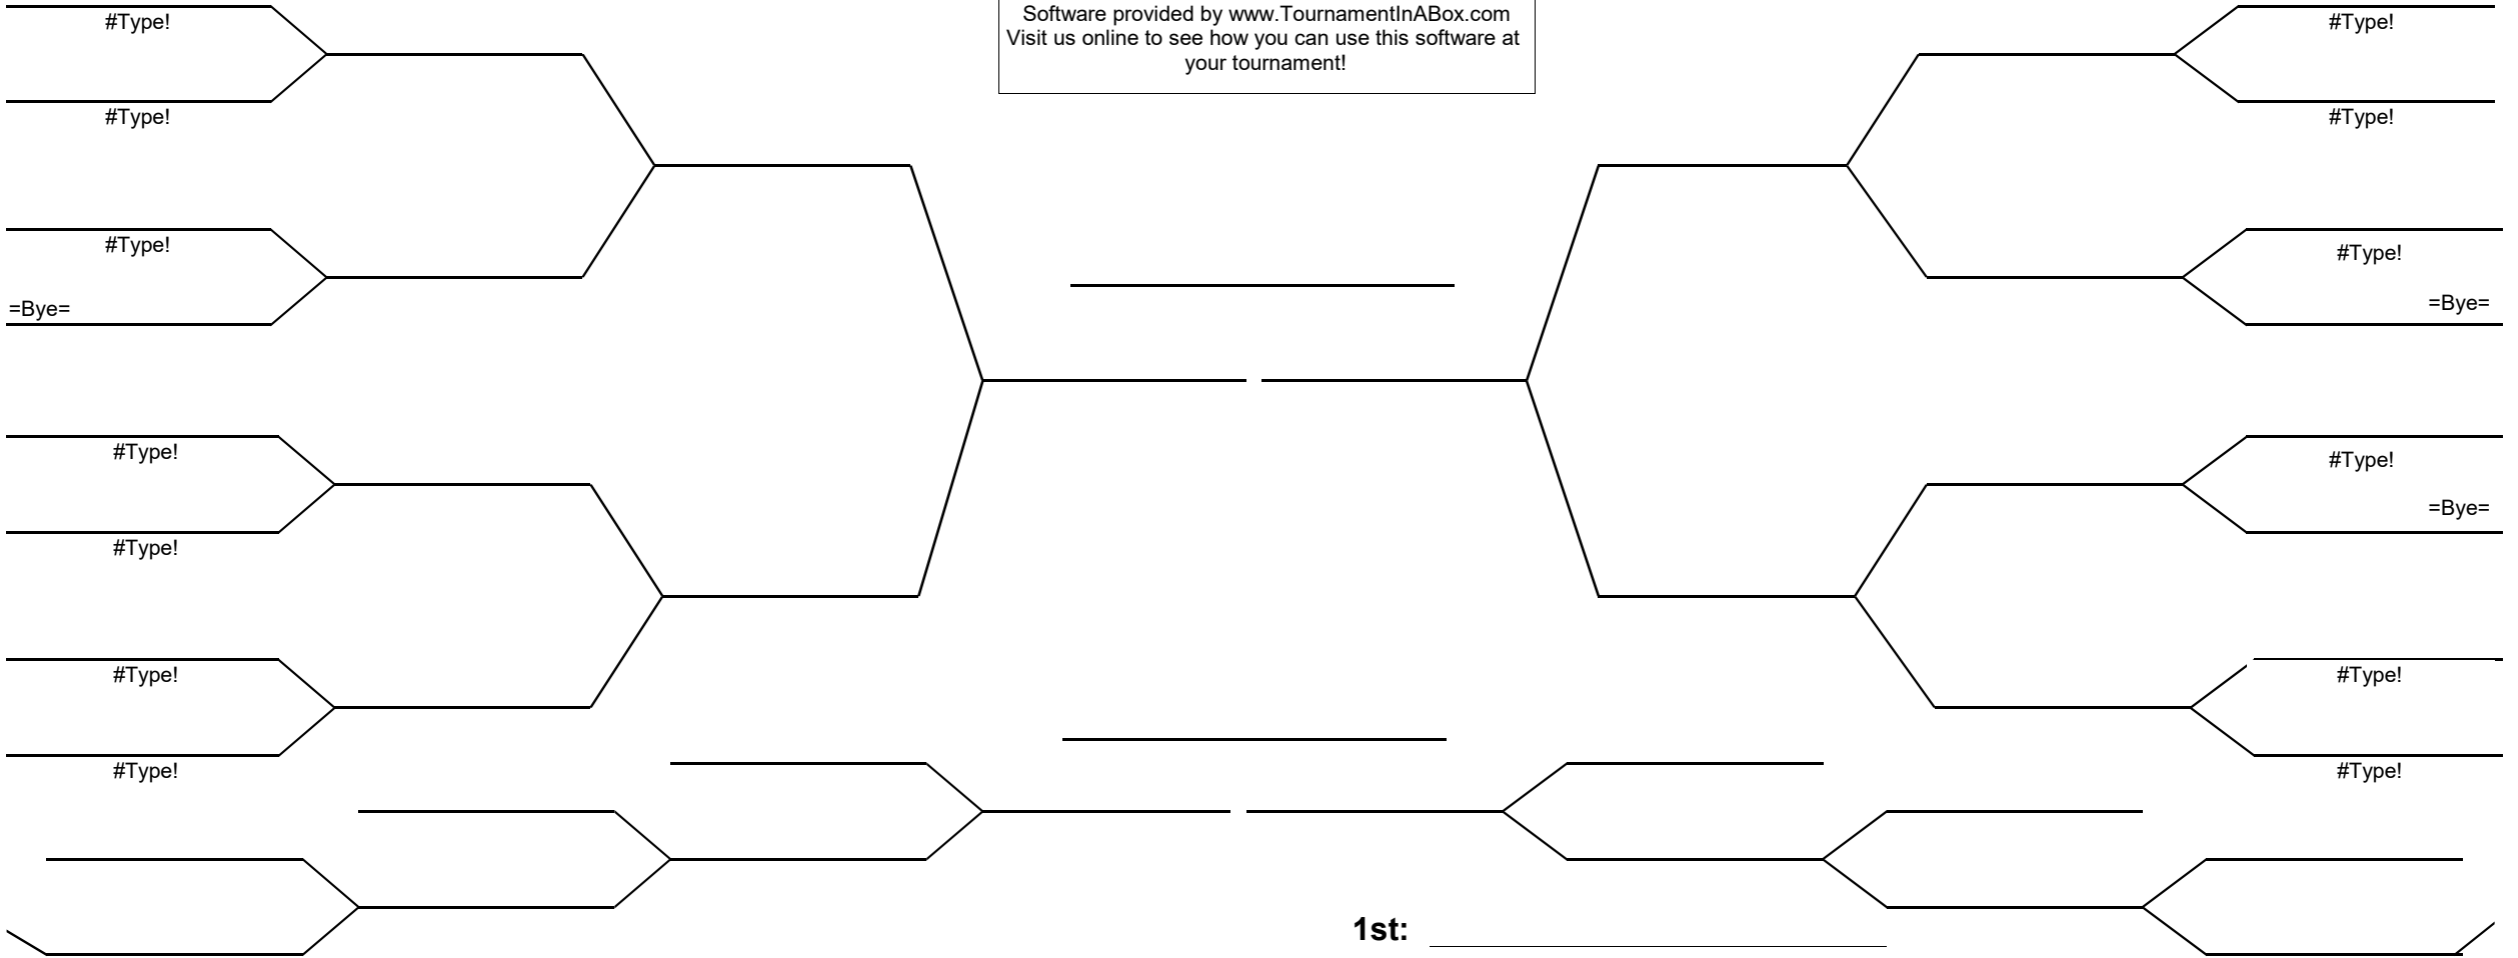 Software provided by www.TournamentInABox.com
Visit us online to see how you can use this software at
your tournament!
#Type!
#Type!
#Type!
#Type!
#Type!
#Type!
=Bye=
=Bye=
#Type!
#Type!
=Bye=
#Type!
#Type!
#Type!
#Type!
#Type!
1st: